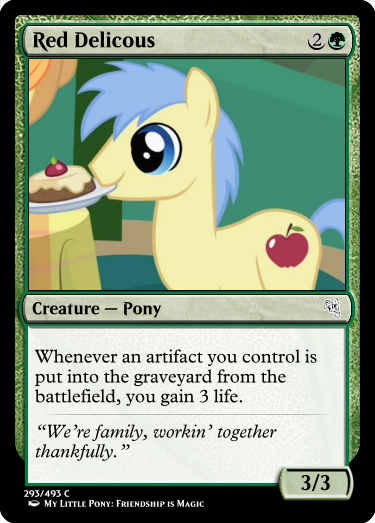 Red Delicous 2
Creature — Pony
Whenever an artifact you control is
put into the graveyard from the
battlefield, you gain 3 life.
“We’re family, workin’ together
thankfully.”
3/3
293/493 C
My Little Pony: Friendship is Magic